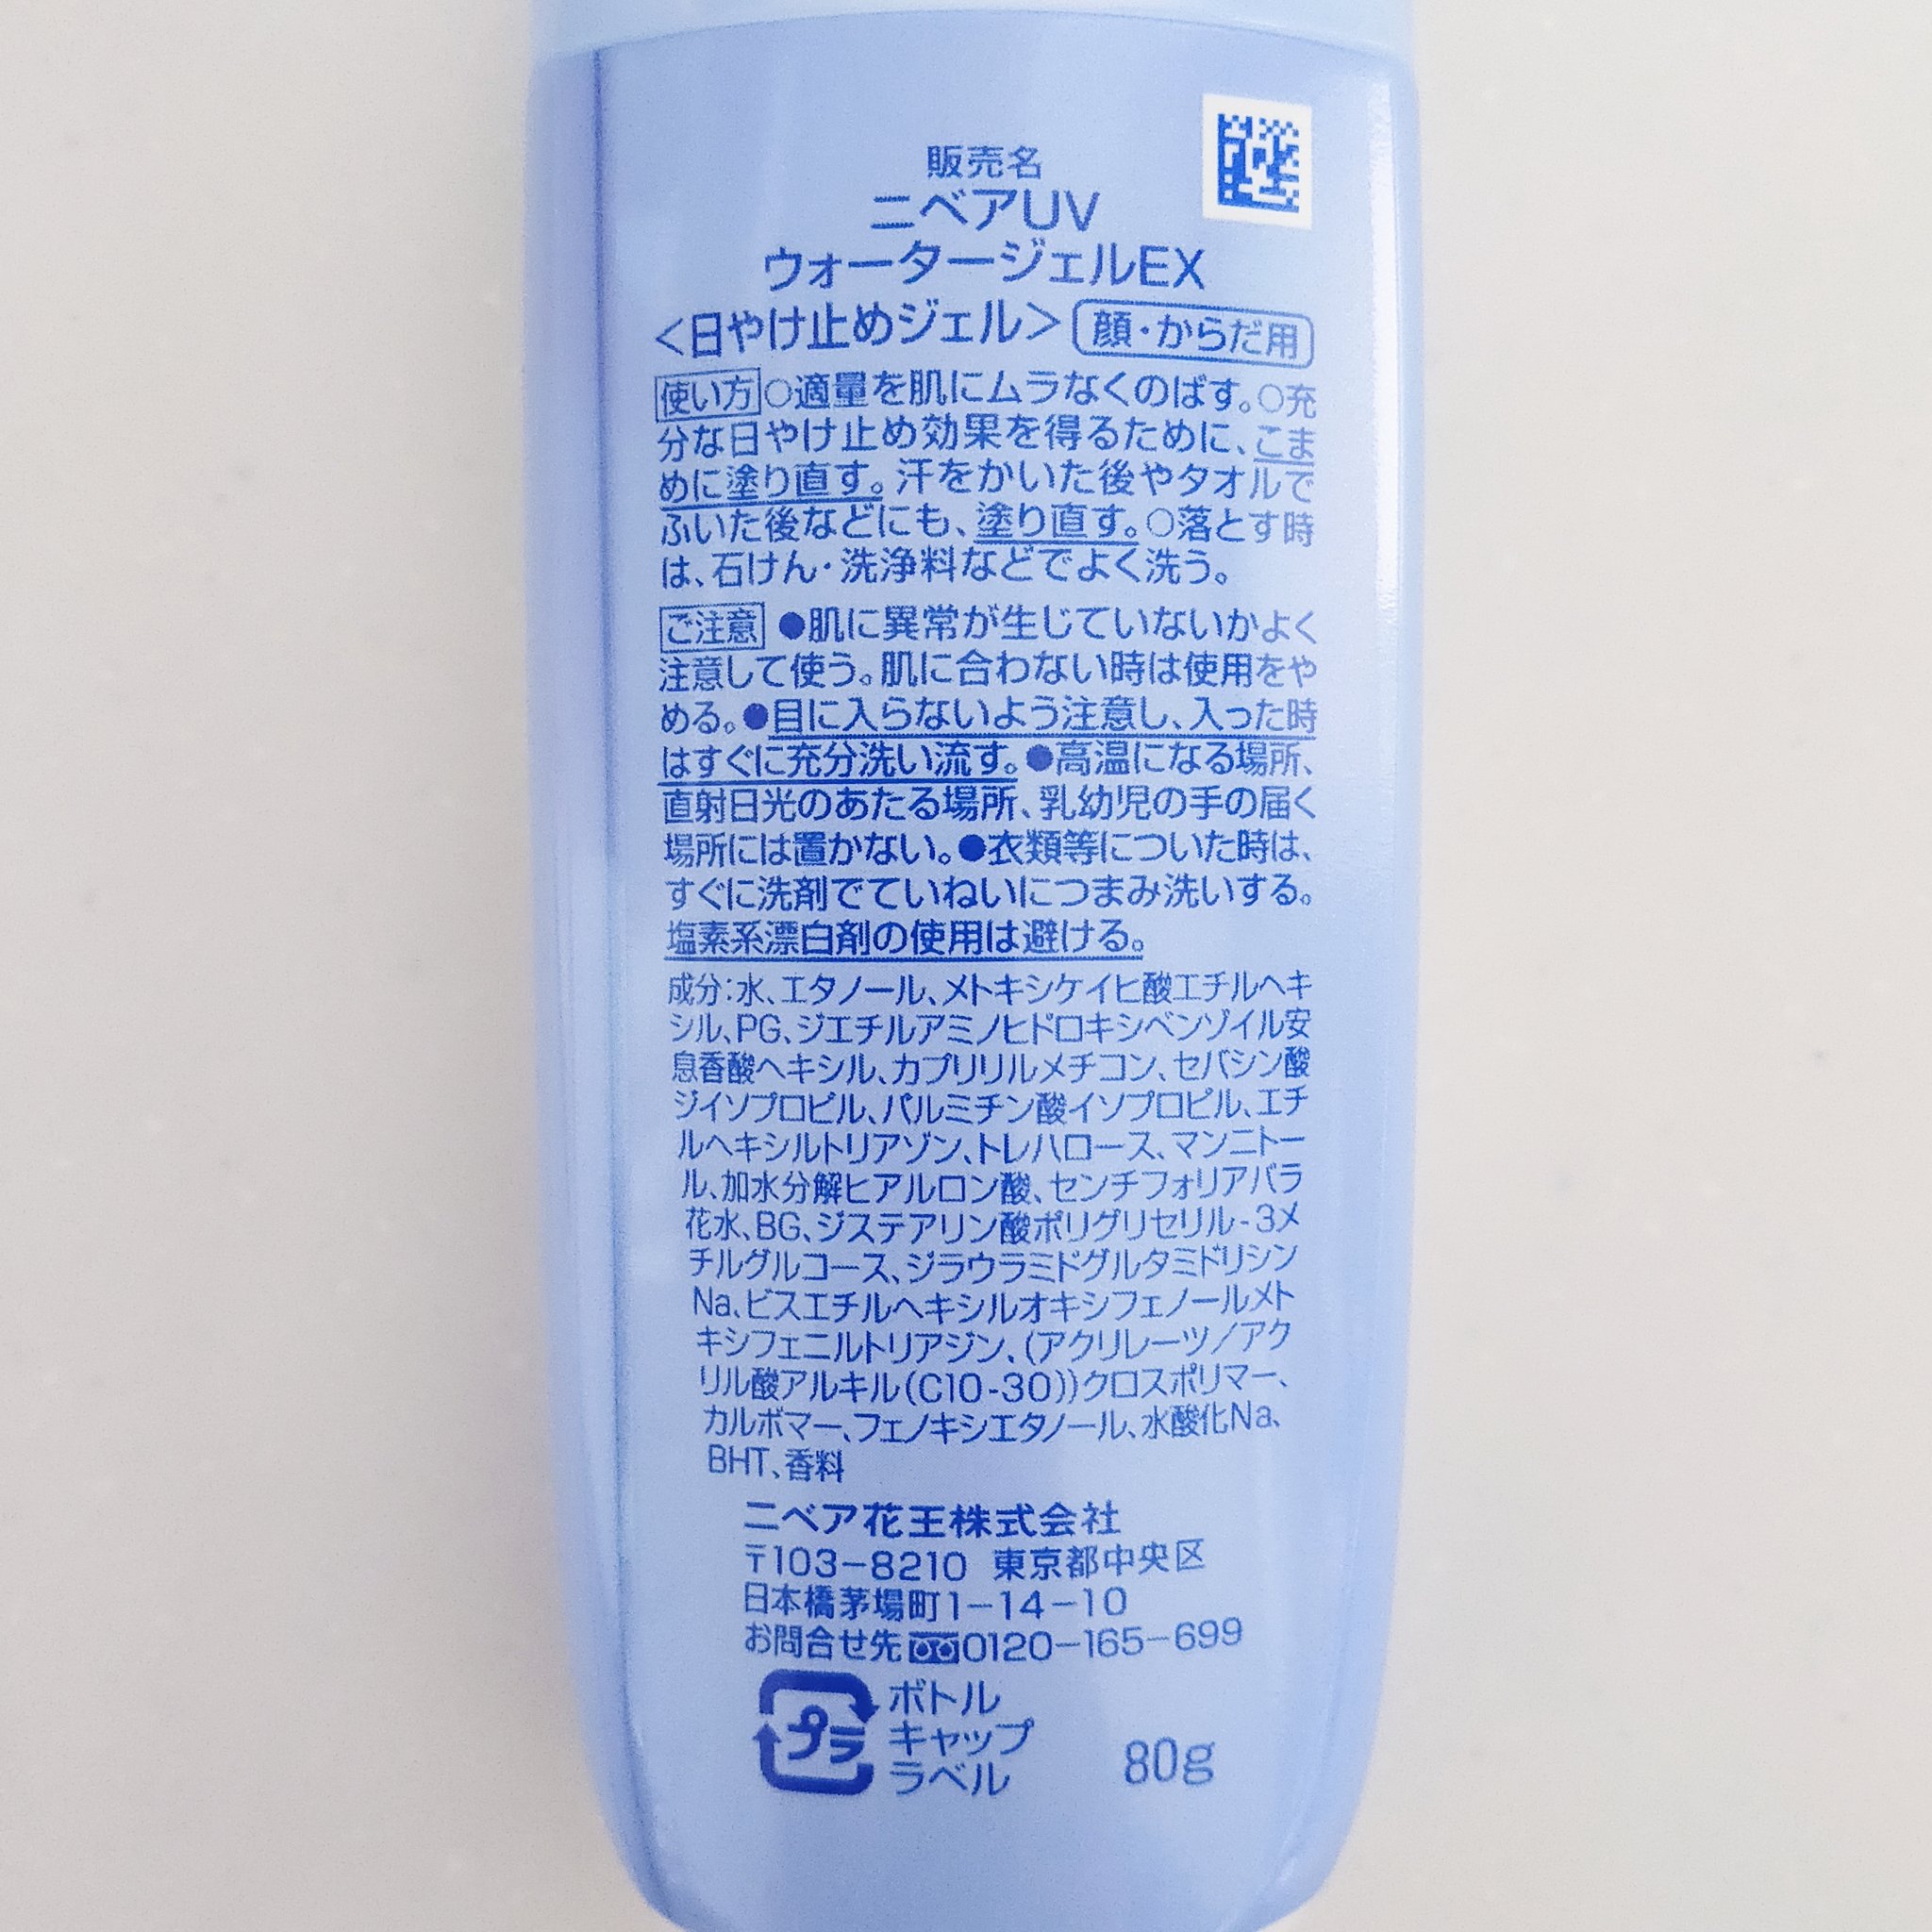 販売名
ニベアUV
ウォータージェルEX
<日やけ止めジェル> 顔・からだ用
使い方○適量を肌にムラなくのばす。○充
分な日やけ止め効果を得るために、こま
めに塗り直す。汗をかいた後やタオルで
ふいた後などにも、塗り直す。○落とす時
は、石けん・洗浄料などでよく洗う。
ご注意 ●肌に異常が生じていないかよく
注意して使う。肌に合わない時は使用をや
める。●目に入らないよう注意し、入った時
はすぐに充分洗い流す。●高温になる場所、
直射日光のあたる場所、乳幼児の手の届く
場所には置かない。●衣類等についた時は、
すぐに洗剤でていねいにつまみ洗いする。
塩素系漂白剤の使用は避ける。
成分:水、エタノール、メトキシケイヒ酸エチルヘキ
シル、PG、ジエチルアミノヒドロキシベンゾイル安
息香酸ヘキシル、カプリリルメチコン、セバシン酸
ジイソプロピル、パルミチン酸イソプロピル、エチ
ルヘキシルトリアゾン、トレハロース、マンニトー
ル、加水分解ヒアルロン酸、センチフォリアバラ
花水、BG、ジステアリン酸ポリグリセリル-3メ
チルグルコース、ジラウラミドグルタミドリシン
Na、ビスエチルヘキシルオキシフェノールメト
キシフェニルトリアジン、(アクリレーツ/アク
リル酸アルキル(C10-30))クロスポリマー、
カルボマー、フェノキシエタノール、水酸化Na、
BHT、香料
ニベア花王株式会社
〒103-8210 東京都中央区
日本橋茅場町1-14-10
お問合せ先 0120-165-699
プラ
ボトル
キャップ
ラベル
80g